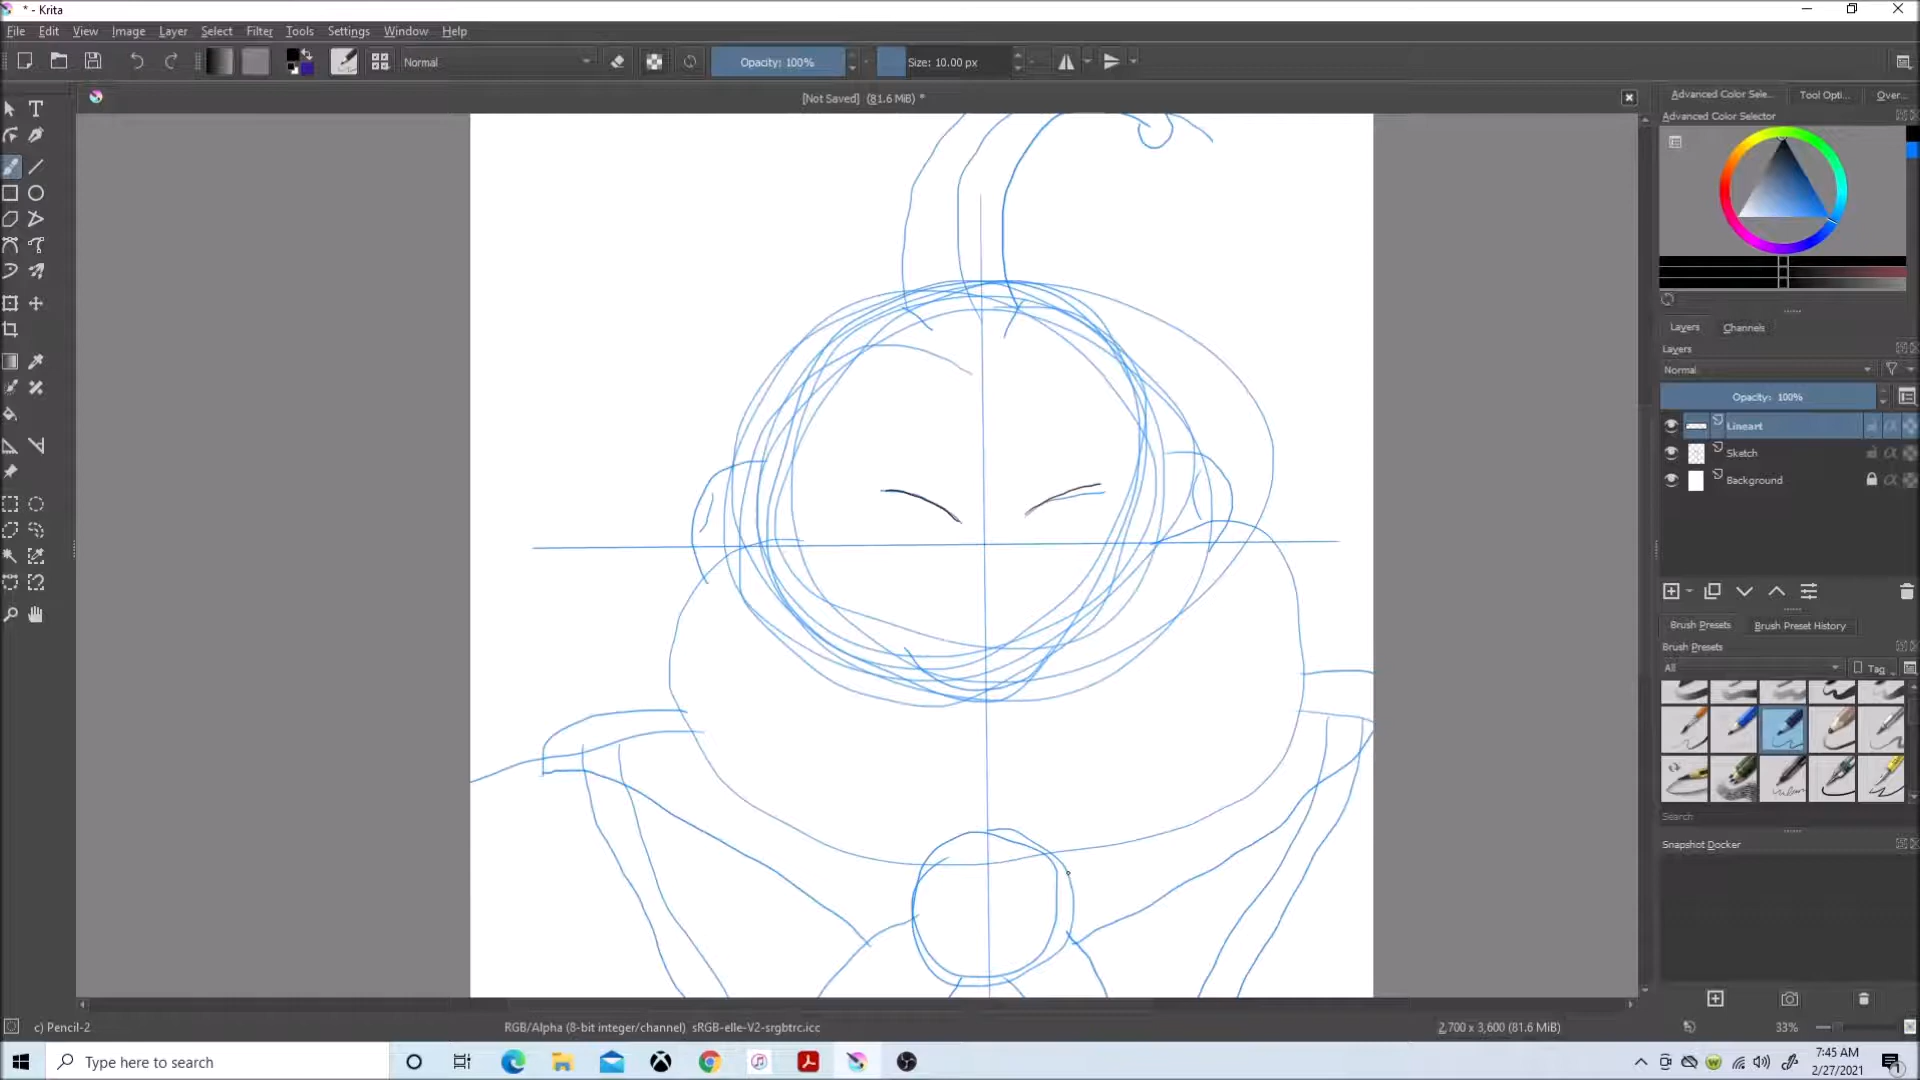 * - Krita
File Edit View Image Layer Select Filter Tools Settings Window Help
Normal
Opacity: 100%
Size: 10.00 px
[Not Saved] (81.6 MiB) *
Advanced Color Sele... Tool Opti... Over...
Advanced Color Selector
Layers Channels
Layers
Normal
Opacity: 100%
Lineart
Sketch
Background
Brush Presets Brush Preset History
Brush Presets
All Tag
Search
Snapshot Docker
c) Pencil-2
RGB/Alpha (8-bit integer/channel) sRGB-elle-V2-srgbtrc.icc
2,700 x 3,600 (81.6 MiB)
33%
Type here to search
7:45 AM
2/27/2021